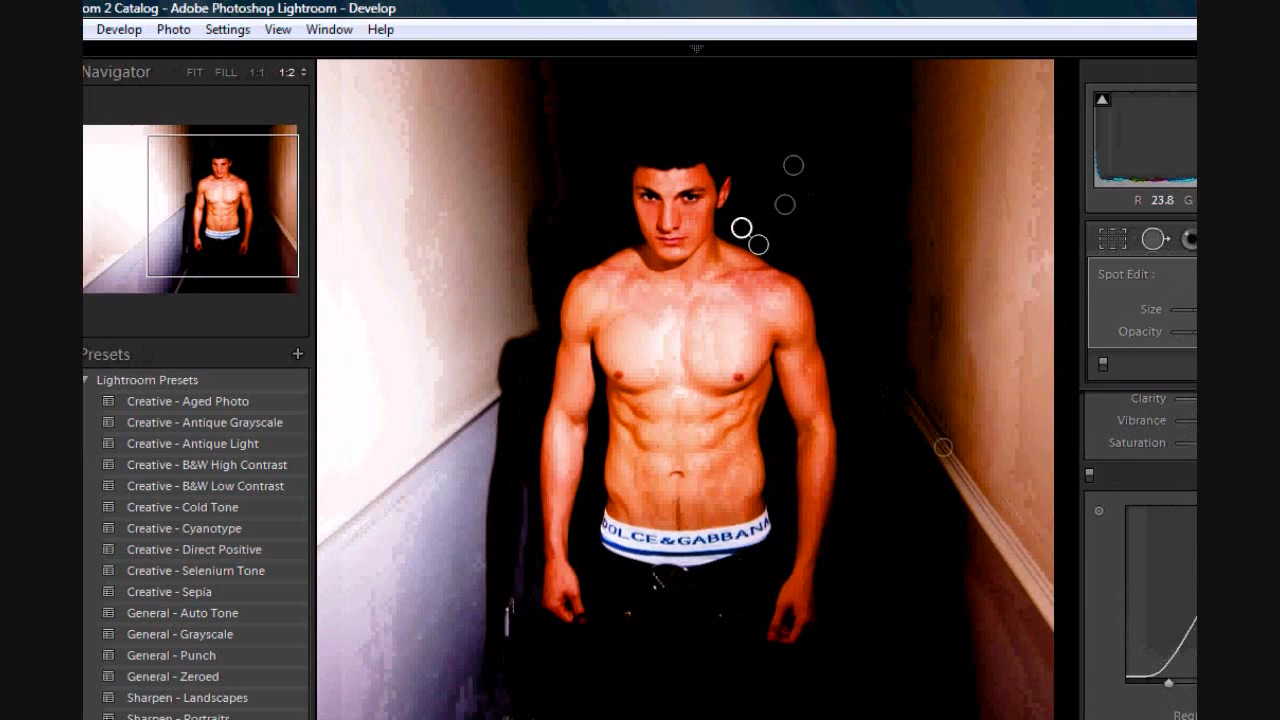 om 2 Catalog - Adobe Photoshop Lightroom - Develop
Develop Photo Settings View Window Help
Navigator FIT FILL 1:1 1:2
R 23.8 G
Spot Edit :
Size
Opacity
Presets
Lightroom Presets
Creative - Aged Photo
Clarity
Creative - Antique Grayscale
Vibrance
Creative - Antique Light
Saturation
Creative - B&W High Contrast
Creative - B&W Low Contrast
Creative - Cold Tone
Creative - Cyanotype
DOLCE&GABBANA
Creative - Direct Positive
Creative - Selenium Tone
Creative - Sepia
General - Auto Tone
General - Grayscale
General - Punch
General - Zeroed
Sharpen - Landscapes
Sharpen - Portraits
Regi